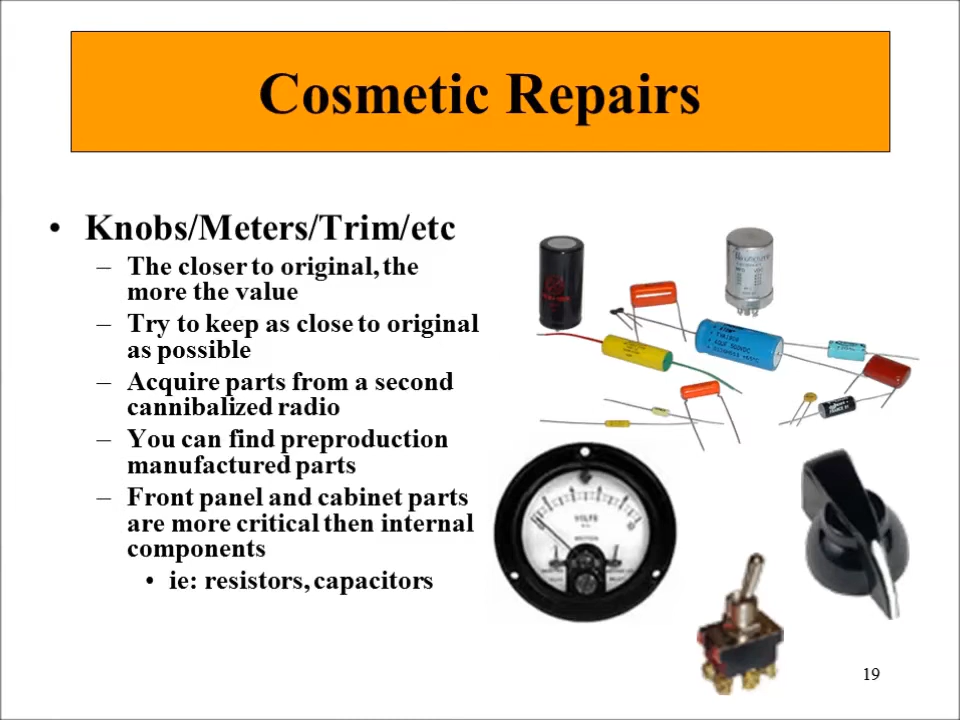 Cosmetic Repairs
• Knobs/Meters/Trim/etc
– The closer to original, the
more the value
– Try to keep as close to original
as possible
– Acquire parts from a second
cannibalized radio
– You can find preproduction
manufactured parts
– Front panel and cabinet parts
are more critical then internal
components
• ie: resistors, capacitors
VOLTS
19